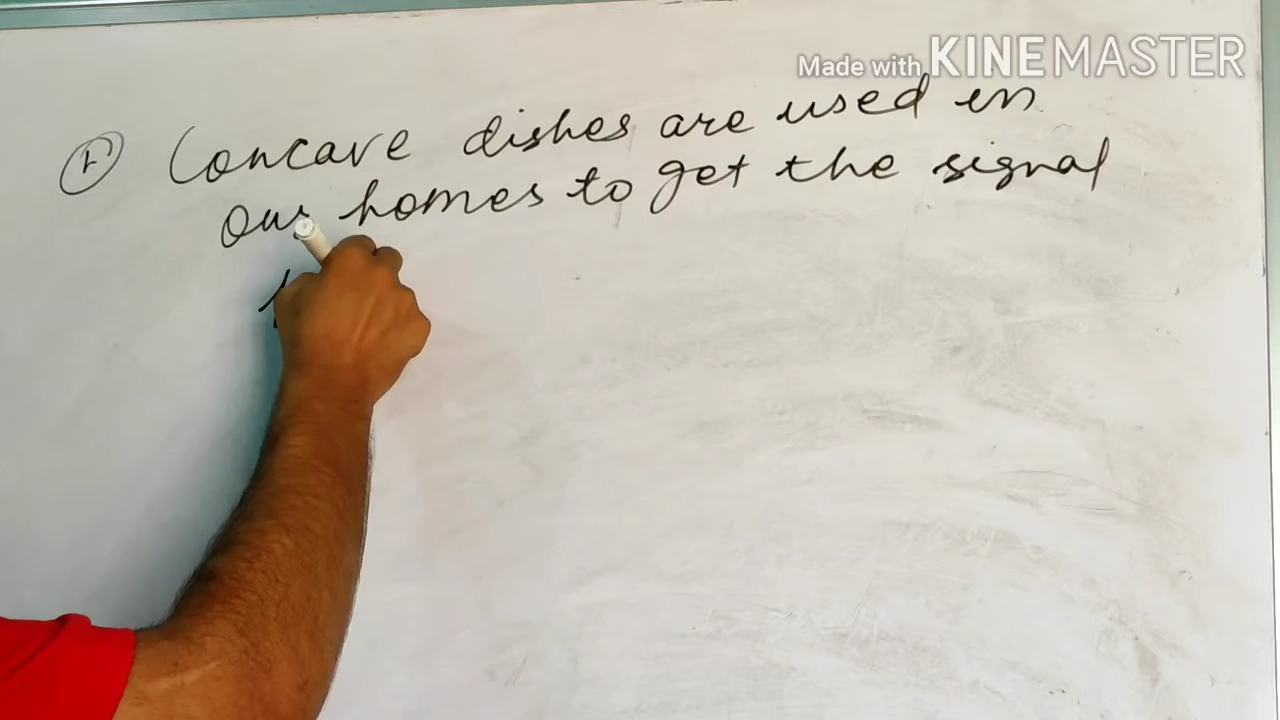 Made with KINEMASTER
Concave dishes are used in
our homes to get the signal